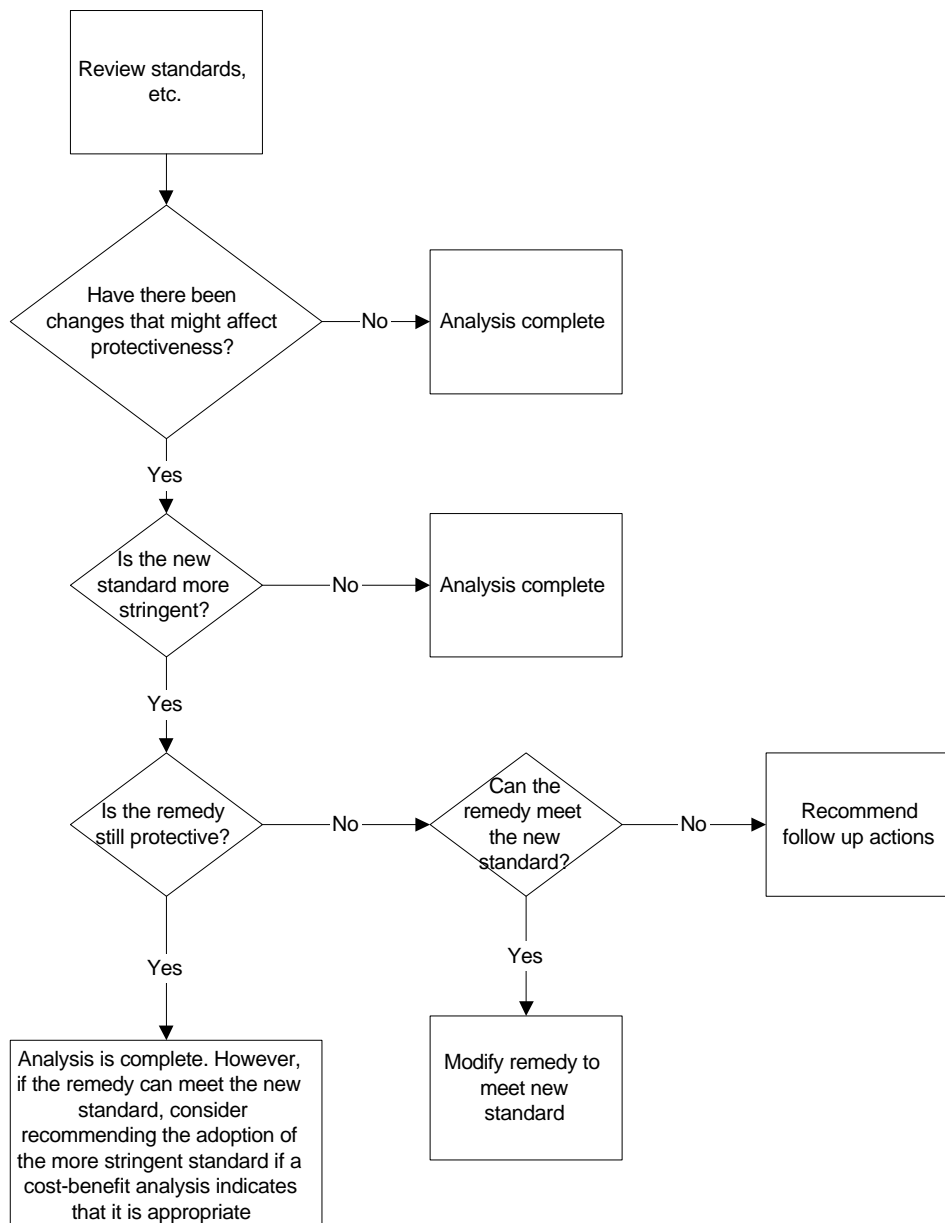 Review standards,
etc.
Have there been
changes that might affect
protectiveness?
No
Analysis complete
Yes
Is the new
standard more
stringent?
No
Analysis complete
Yes
Is the remedy
still protective?
No
Can the
remedy meet
the new
standard?
No
Recommend
follow up actions
Yes
Yes
Analysis is complete. However,
if the remedy can meet the new
standard, consider
recommending the adoption of
the more stringent standard if a
cost-benefit analysis indicates
that it is appropriate
Modify remedy to
meet new
standard